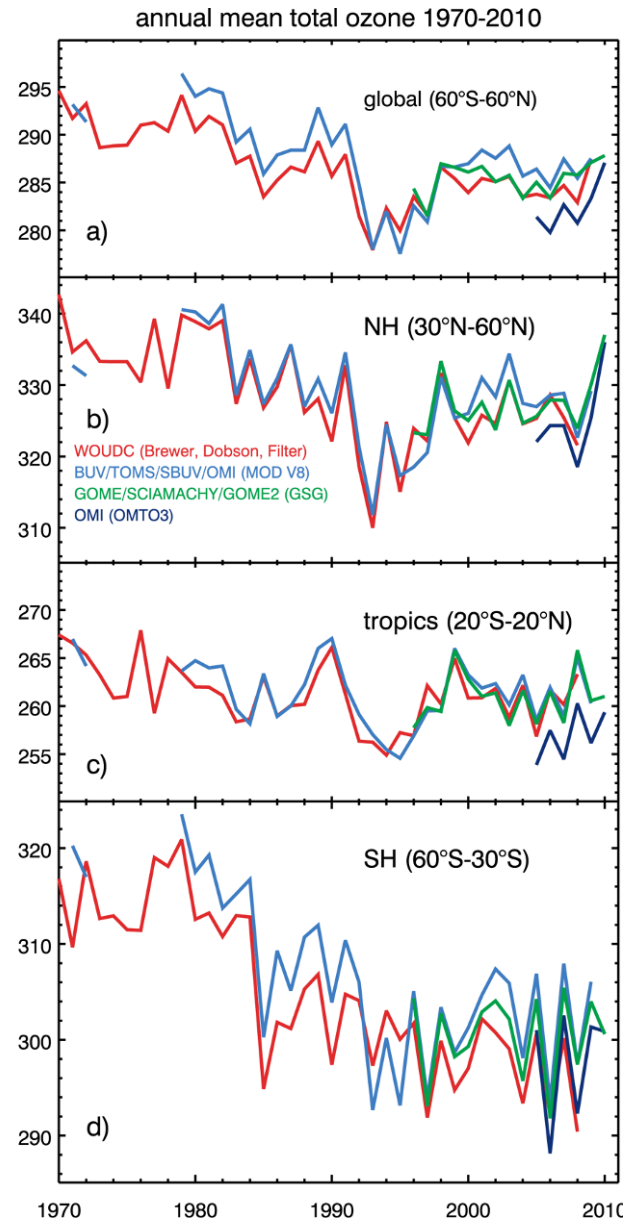 annual mean total ozone 1970-2010
295
290
285
280
global (60°S-60°N)
a)
340
330
320
310
NH (30°N-60°N)
b)
WOUDC (Brewer, Dobson, Filter)
BUV/TOMS/SBUV/OMI (MOD V8)
GOME/SCIAMACHY/GOME2 (GSG)
OMI (OMTO3)
270
265
260
255
tropics (20°S-20°N)
c)
320
310
300
290
SH (60°S-30°S)
d)
1970 1980 1990 2000 2010